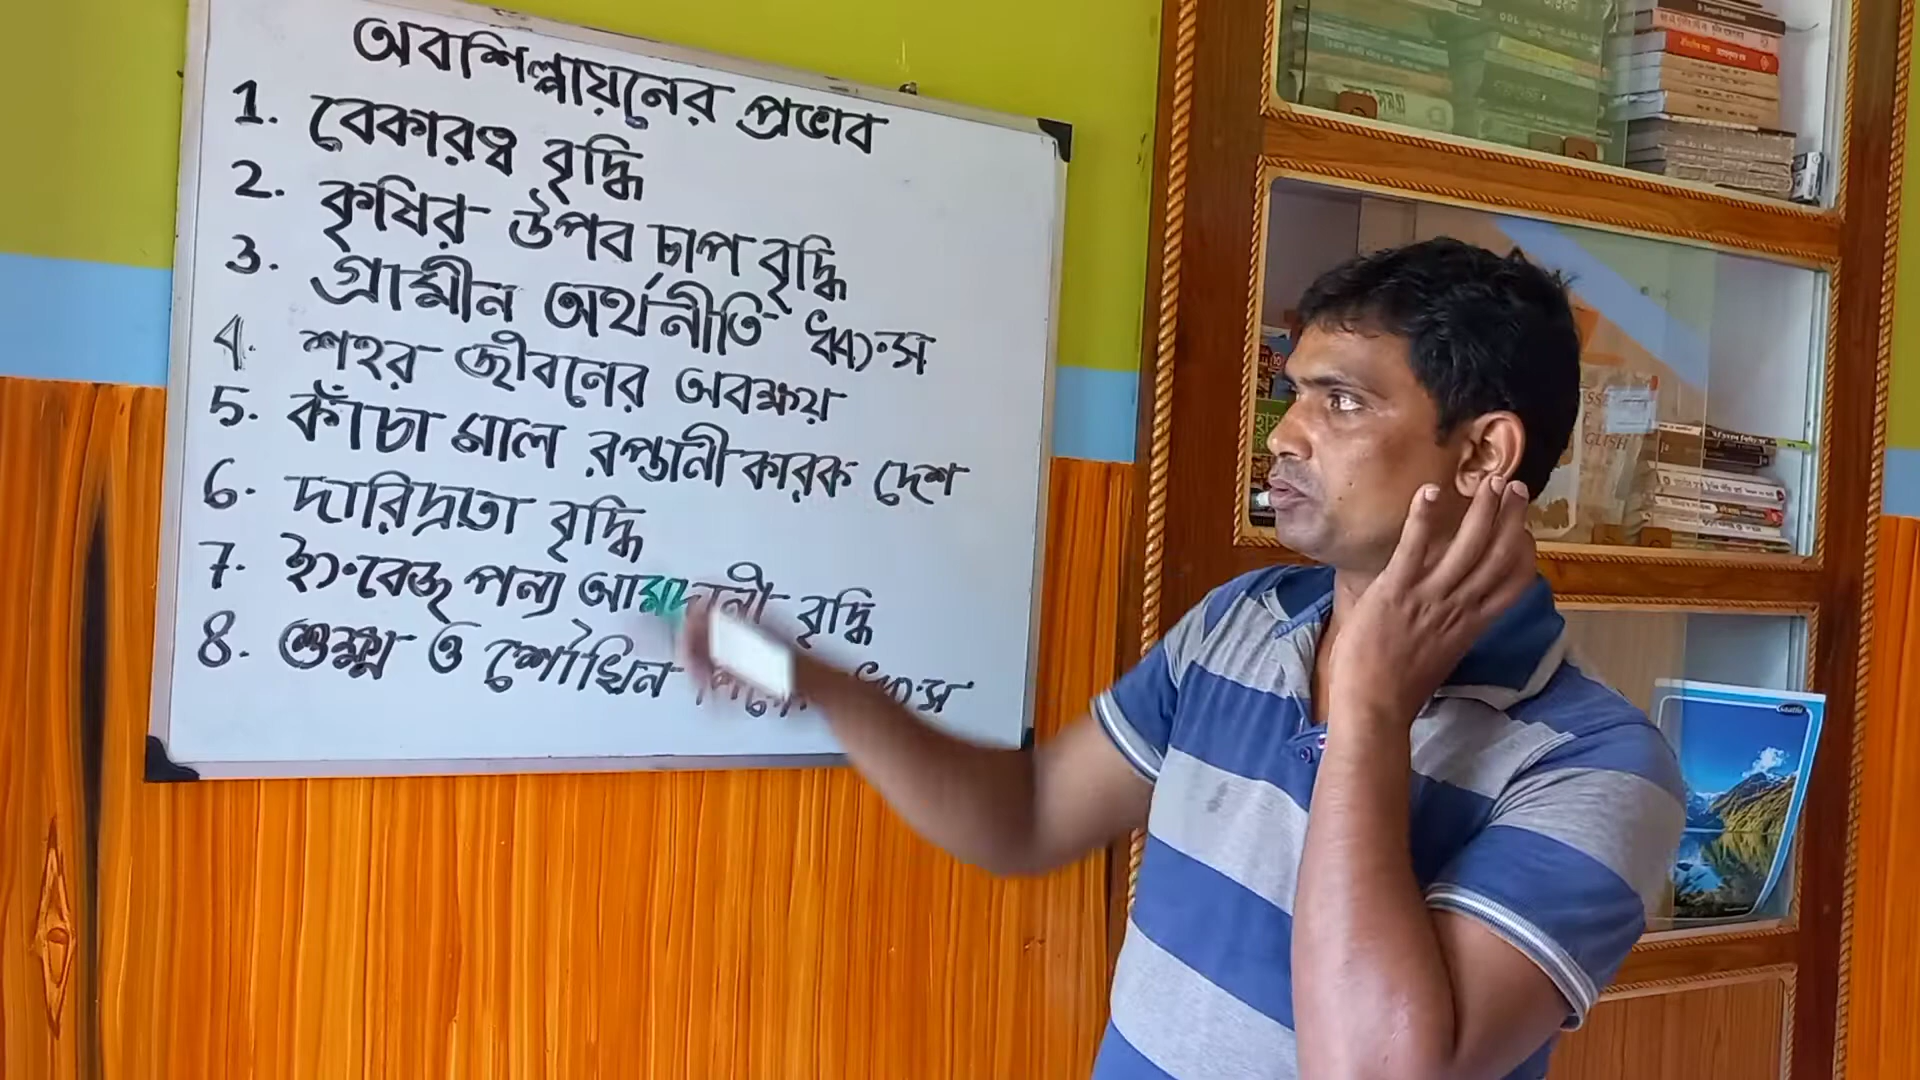 অবশিল্পায়নের প্রভাব
1. বেকারত্ব বৃদ্ধি
2. কৃষির উপব চাপ বৃদ্ধি
3. গ্রামীন অর্থনীতি ধ্বংস
4. শহর জীবনের অবক্ষয়
5. কাঁচা মাল রপ্তানী কারক দেশ
6. দারিদ্রতা বৃদ্ধি
7. ইংবেজ পন্য আমদানী বৃদ্ধি
8. শুক্ষ্ম ও শৌখিন ধ্বংস